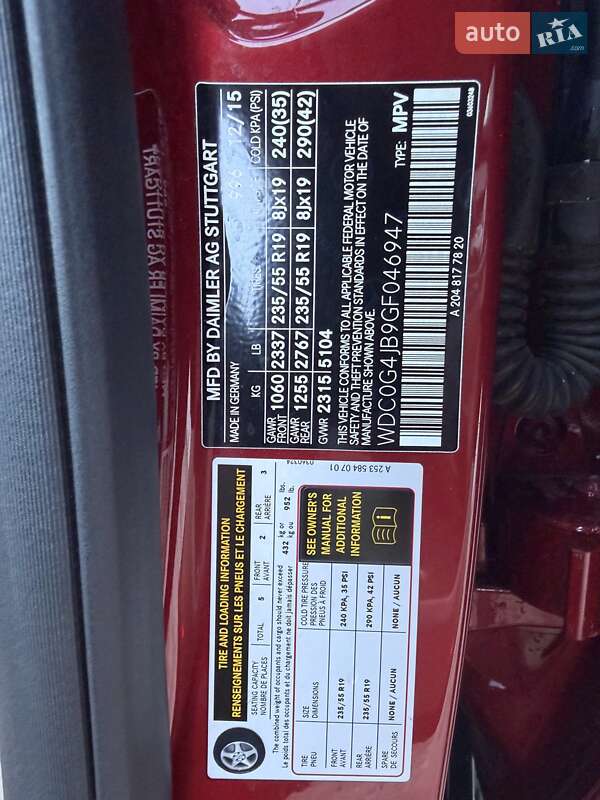 auto RIA .com
MFD BY DAIMLER AG STUTTGART
MADE IN GERMANY 996 12/15
KG LB TIRES COLD KPA (PSI)
GAWR FRONT 1060 2337 235/55 R19 8Jx19 240(35)
GAWR REAR 1255 2767 235/55 R19 8Jx19 290(42)
GVWR 2315 5104
THIS VEHICLE CONFORMS TO ALL APPLICABLE FEDERAL MOTOR VEHICLE
SAFETY AND THEFT PREVENTION STANDARDS IN EFFECT ON THE DATE OF
MANUFACTURE SHOWN ABOVE.
WDC0G4JB9GF046947 TYPE: MPV
A 204 817 78 20
03403248
TIRE AND LOADING INFORMATION
RENSEIGNEMENTS SUR LES PNEUS ET LE CHARGEMENT
SEATING CAPACITY TOTAL 5 FRONT 2 REAR 3
NOMBRE DE PLACES AVANT ARRIÈRE
The combined weight of occupants and cargo should never exceed 432 kg or 952 lbs.
Le poids total des occupants et du chargement ne doit jamais dépasser kg ou lb.
TIRE SIZE COLD TIRE PRESSURE
PNEU DIMENSIONS PRESSION DES PNEUS À FROID
FRONT AVANT 235/55 R19 240 KPA, 35 PSI
REAR ARRIÈRE 235/55 R19 290 KPA, 42 PSI
SPARE DE SECOURS NONE / AUCUN NONE / AUCUN
SEE OWNER'S
MANUAL FOR
ADDITIONAL
INFORMATION
A 253 584 07 01